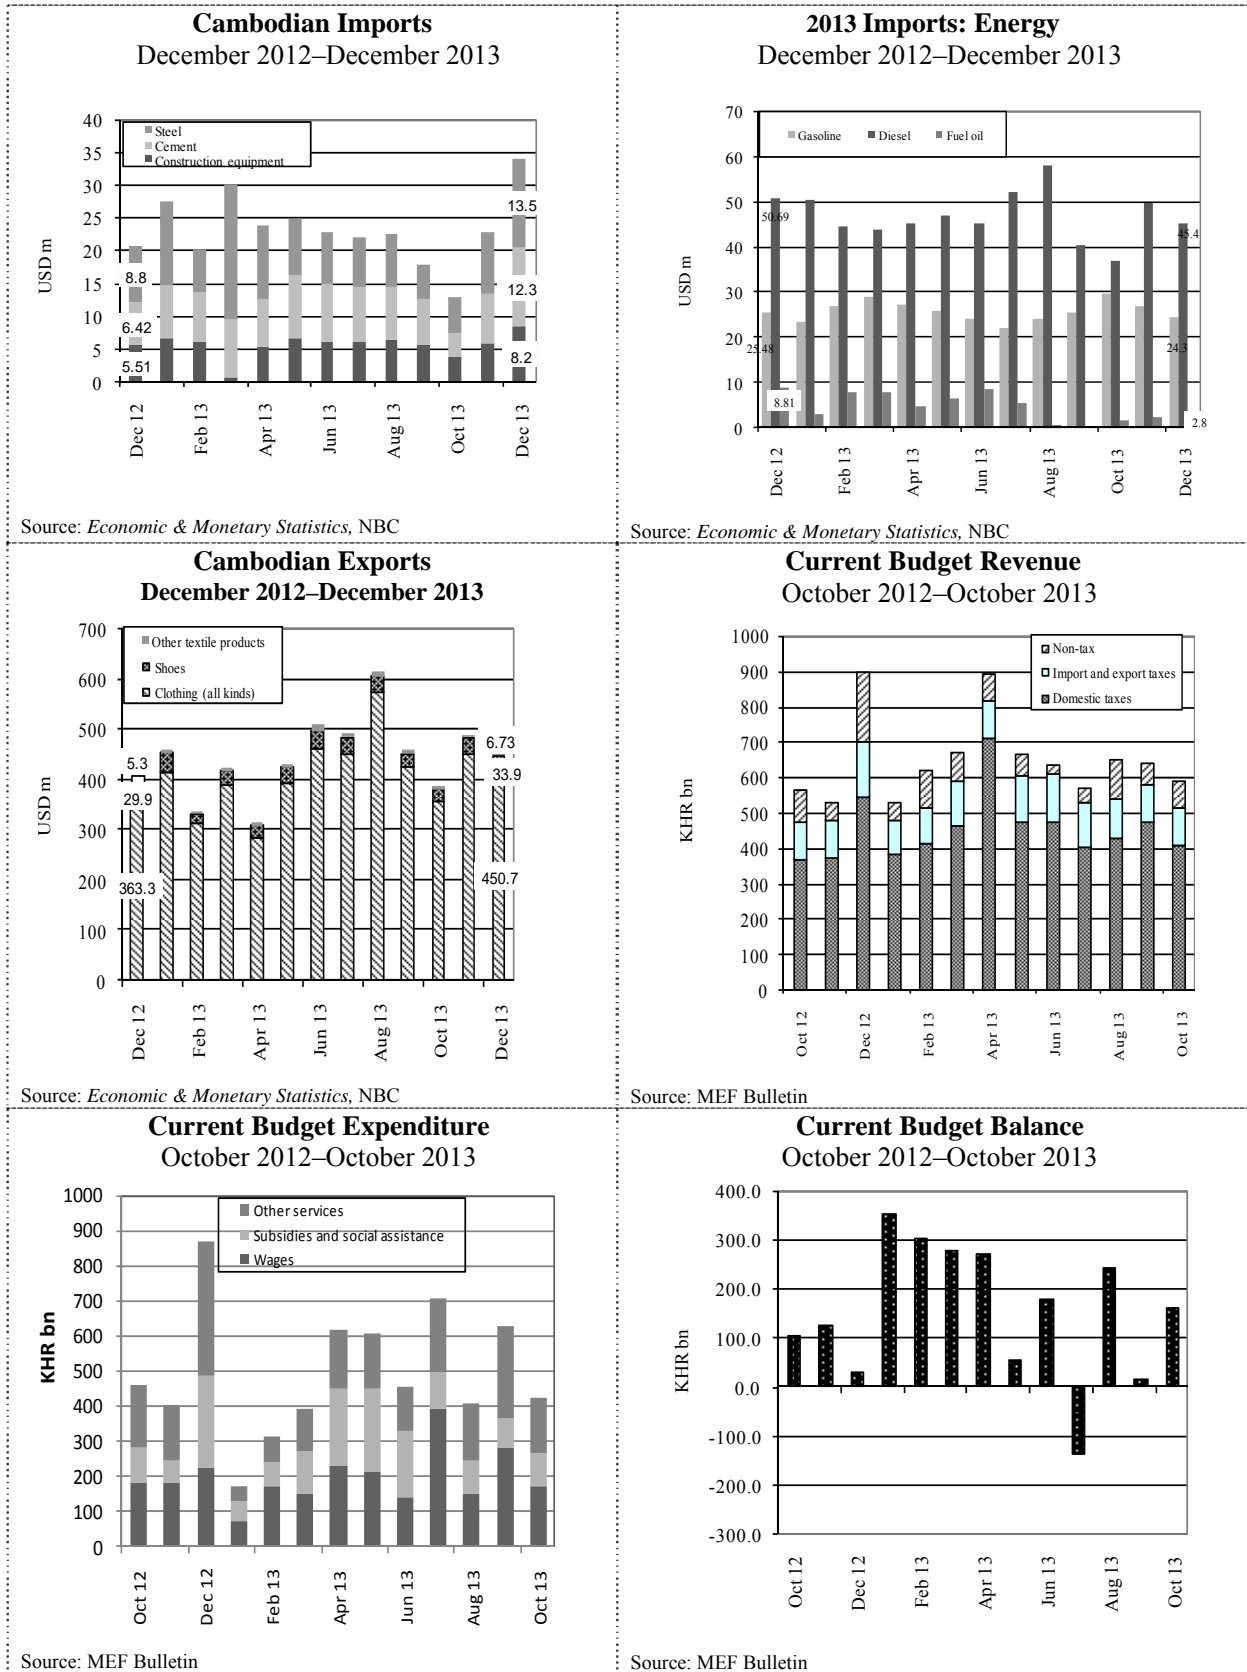 Cambodian Imports
December 2012–December 2013
40
35
30
25
20
15
10
5
0
USD m
Steel
Cement
Construction equipment
8.8
6.42
5.51
13.5
12.3
8.2
Dec 12
Feb 13
Apr 13
Jun 13
Aug 13
Oct 13
Dec 13
Source: Economic & Monetary Statistics, NBC
2013 Imports: Energy
December 2012–December 2013
70
60
50
40
30
20
10
0
USD m
Gasoline Diesel Fuel oil
50.69
25.48
8.81
45.4
24.3
2.8
Dec 12
Feb 13
Apr 13
Jun 13
Aug 13
Oct 13
Dec 13
Source: Economic & Monetary Statistics, NBC
Cambodian Exports
December 2012–December 2013
700
600
500
400
300
200
100
0
USD m
Other textile products
Shoes
Clothing (all kinds)
5.3
29.9
363.3
6.73
33.9
450.7
Dec 12
Feb 13
Apr 13
Jun 13
Aug 13
Oct 13
Dec 13
Source: Economic & Monetary Statistics, NBC
Current Budget Revenue
October 2012–October 2013
1000
900
800
700
600
500
400
300
200
100
0
KHR bn
Non-tax
Import and export taxes
Domestic taxes
Oct 12
Dec 12
Feb 13
Apr 13
Jun 13
Aug 13
Oct 13
Source: MEF Bulletin
Current Budget Expenditure
October 2012–October 2013
1000
900
800
700
600
500
400
300
200
100
0
KHR bn
Other services
Subsidies and social assistance
Wages
Oct 12
Dec 12
Feb 13
Apr 13
Jun 13
Aug 13
Oct 13
Source: MEF Bulletin
Current Budget Balance
October 2012–October 2013
400.0
300.0
200.0
100.0
0.0
-100.0
-200.0
-300.0
KHR bn
Oct 12
Dec 12
Feb 13
Apr 13
Jun 13
Aug 13
Oct 13
Source: MEF Bulletin